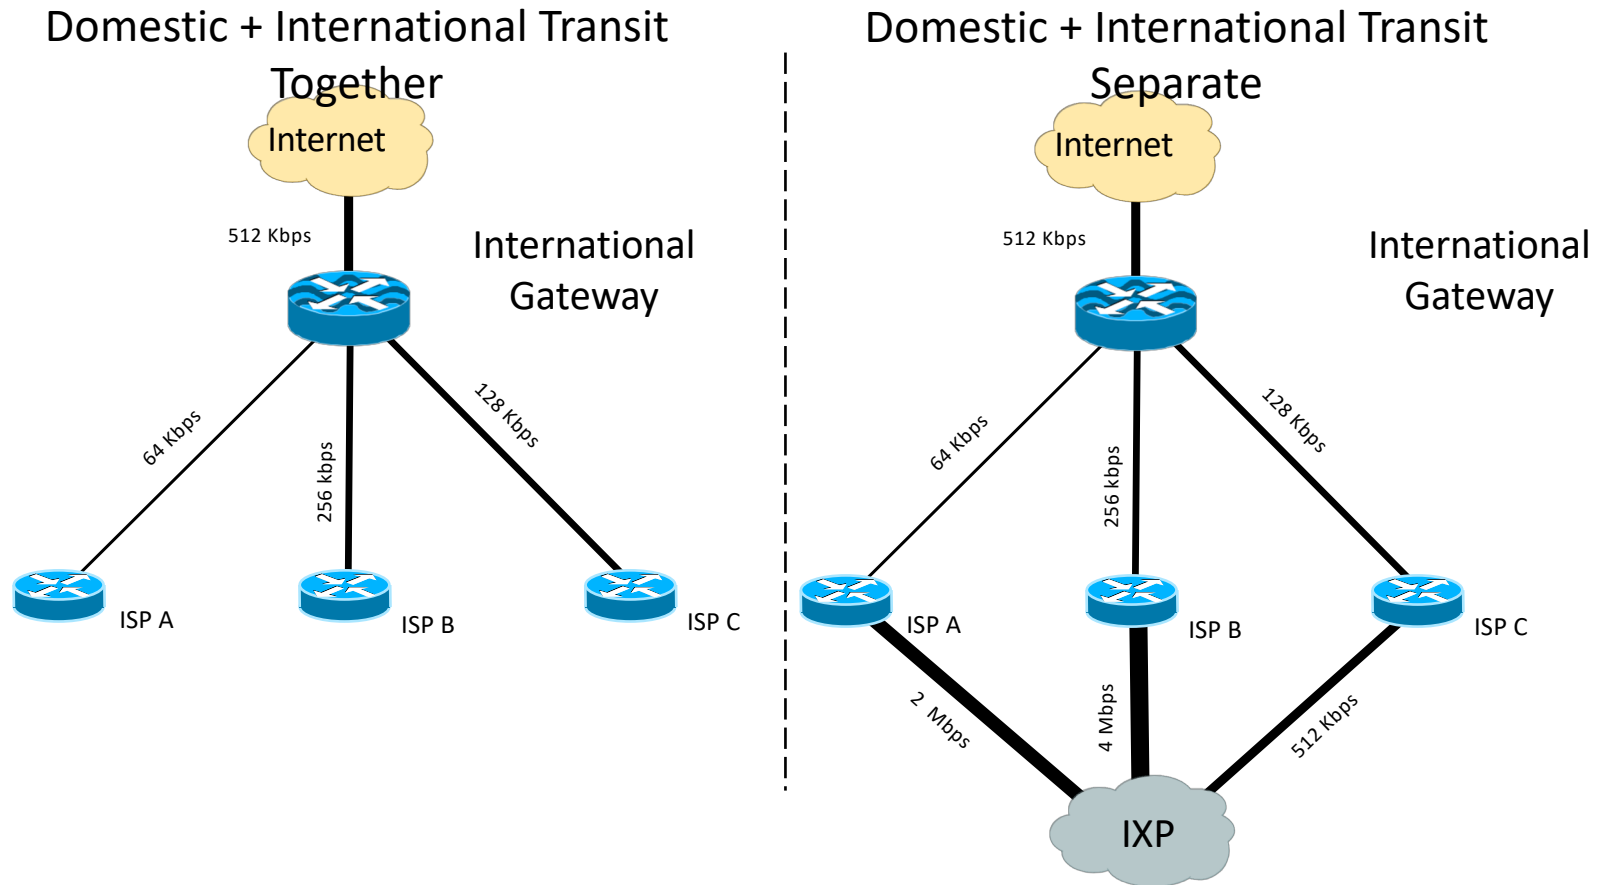 Domestic + International Transit
Together
Internet
512 Kbps
International
Gateway
64 Kbps
256 kbps
128 Kbps
ISP A
ISP B
ISP C
Domestic + International Transit
Separate
Internet
512 Kbps
International
Gateway
64 Kbps
256 kbps
128 Kbps
ISP A
ISP B
ISP C
2 Mbps
4 Mbps
512 Kbps
IXP